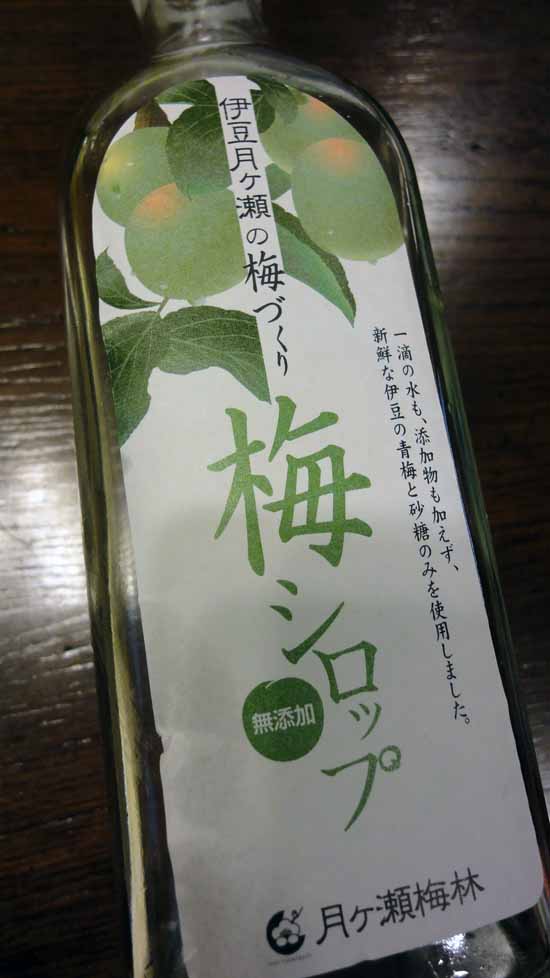 伊豆月ヶ瀬の梅づくり
一滴の水も、添加物も加えず、
新鮮な伊豆の青梅と砂糖のみを使用しました。
梅シロップ
無添加
月ヶ瀬梅林